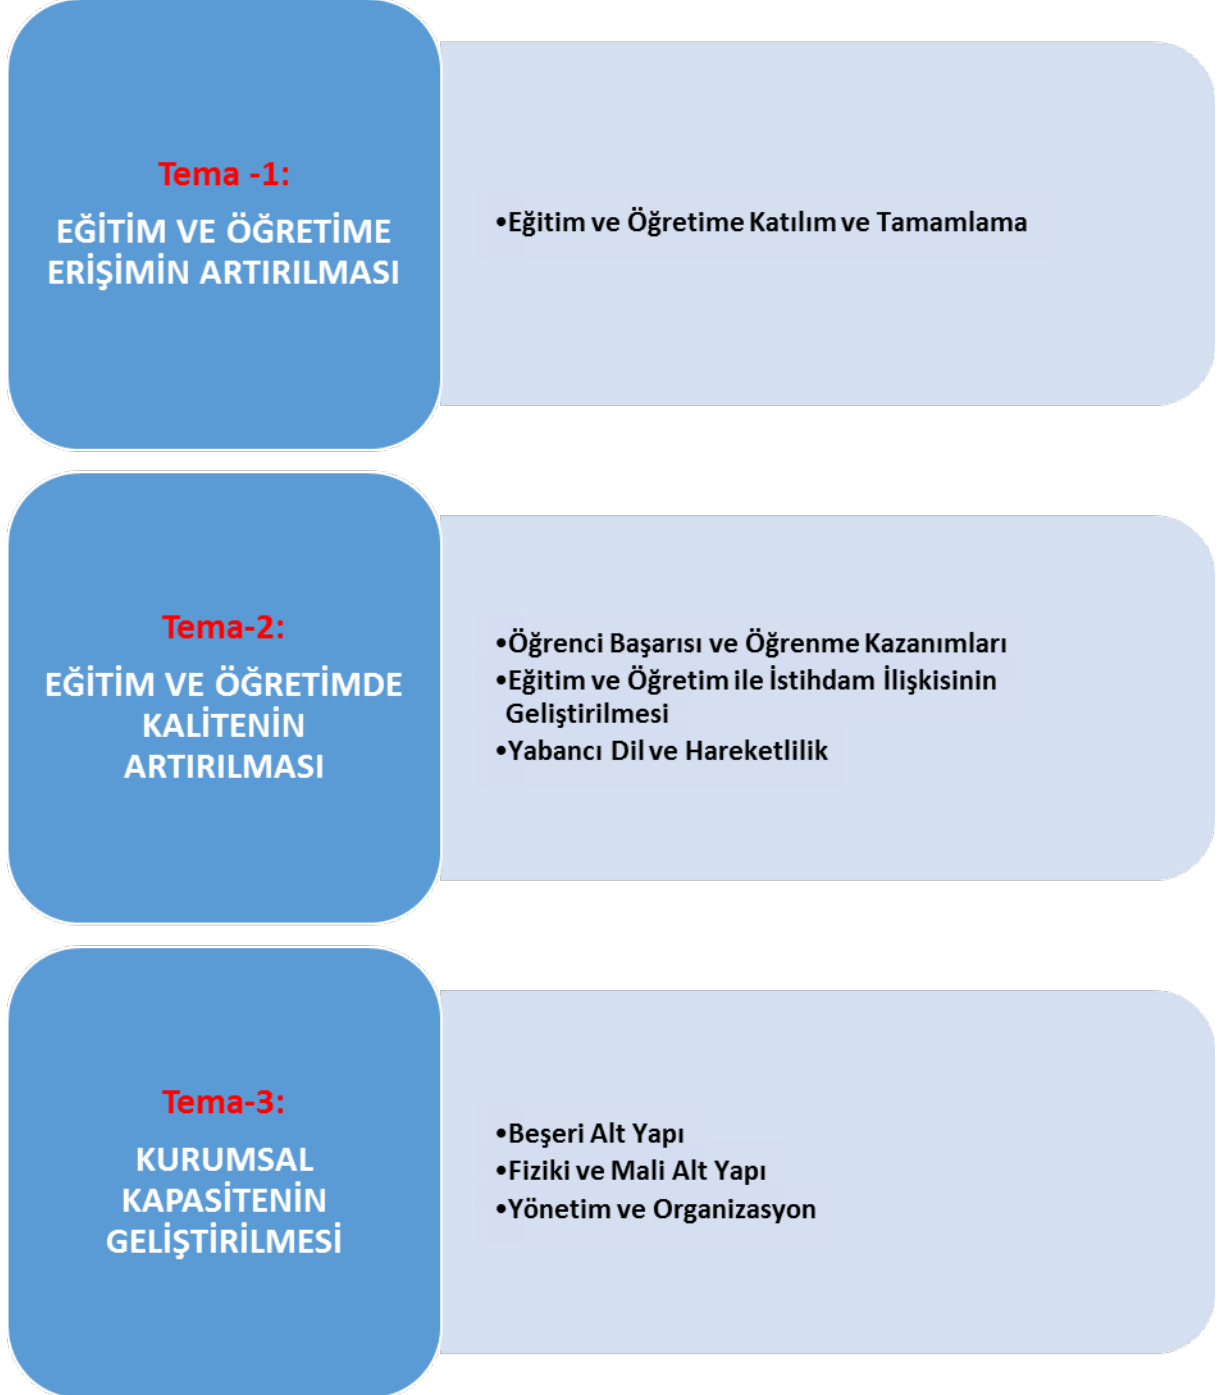 Tema -1:
EĞİTİM VE ÖĞRETİME
ERİŞİMİN ARTIRILMASI
•Eğitim ve Öğretime Katılım ve Tamamlama
Tema-2:
EĞİTİM VE ÖĞRETİMDE
KALİTENİN
ARTIRILMASI
•Öğrenci Başarısı ve Öğrenme Kazanımları
•Eğitim ve Öğretim ile İstihdam İlişkisinin
Geliştirilmesi
•Yabancı Dil ve Hareketlilik
Tema-3:
KURUMSAL
KAPASİTENİN
GELİŞTİRİLMESİ
•Beşeri Alt Yapı
•Fiziki ve Mali Alt Yapı
•Yönetim ve Organizasyon